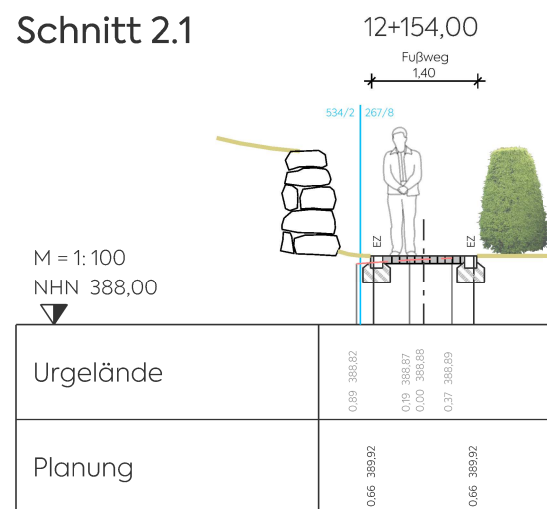 Schnitt 2.1
12+154,00
Fußweg
1,40
534/2 267/8
EZ EZ
M = 1: 100
NHN 388,00
Urgelände
0,89 388,82
0,19 388,87
0,00 388,88
0,37 388,89
Planung
0,66 389,92
0,66 389,92